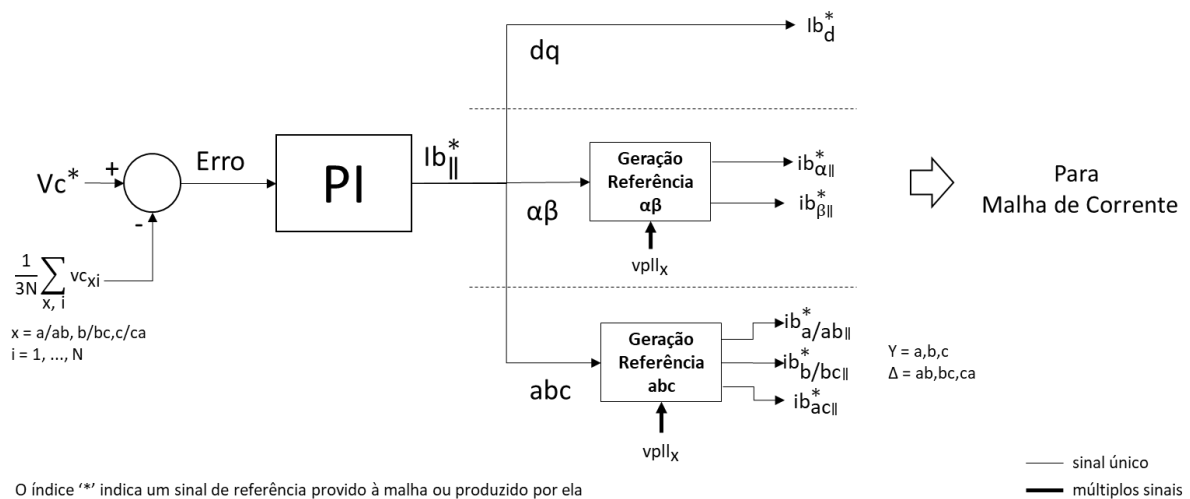 Ib*d
dq
Vc*
+
-
Erro
PI
Ib*||
αβ
Geração
Referência
αβ
vpllx
ib*α||
ib*β||
Para
Malha de Corrente
1/3N ∑x, i vcxi
x = a/ab, b/bc,c/ca
i = 1, ..., N
abc
Geração
Referência
abc
vpllx
ib*a/ab||
ib*b/bc||
ib*ac||
Y = a,b,c
Δ = ab,bc,ca
sinal único
múltiplos sinais
O índice '*' indica um sinal de referência provido à malha ou produzido por ela